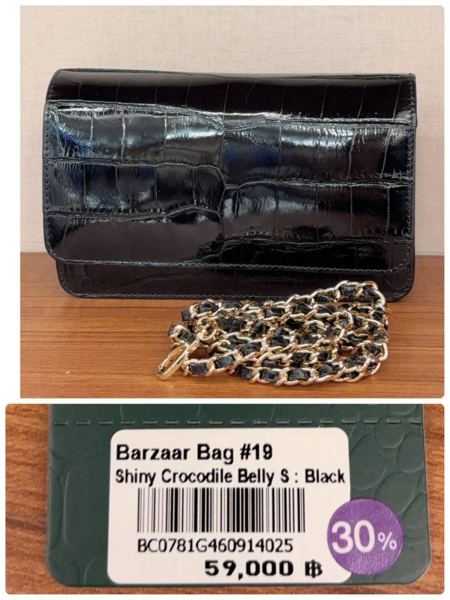 Barzaar Bag #19
Shiny Crocodile Belly S : Black
BC0781G460914025
30%
59,000 ฿